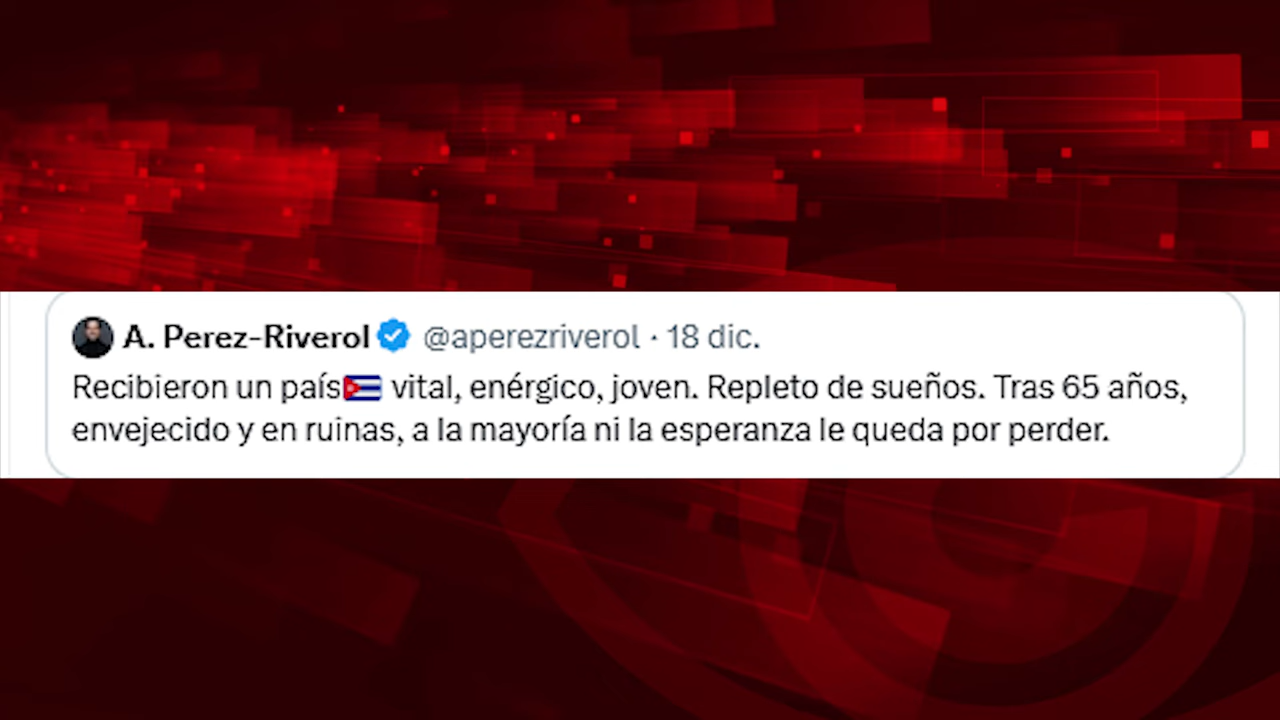 A. Perez-Riverol @aperezriverol · 18 dic.
Recibieron un país🇨🇺 vital, enérgico, joven. Repleto de sueños. Tras 65 años,
envejecido y en ruinas, a la mayoría ni la esperanza le queda por perder.